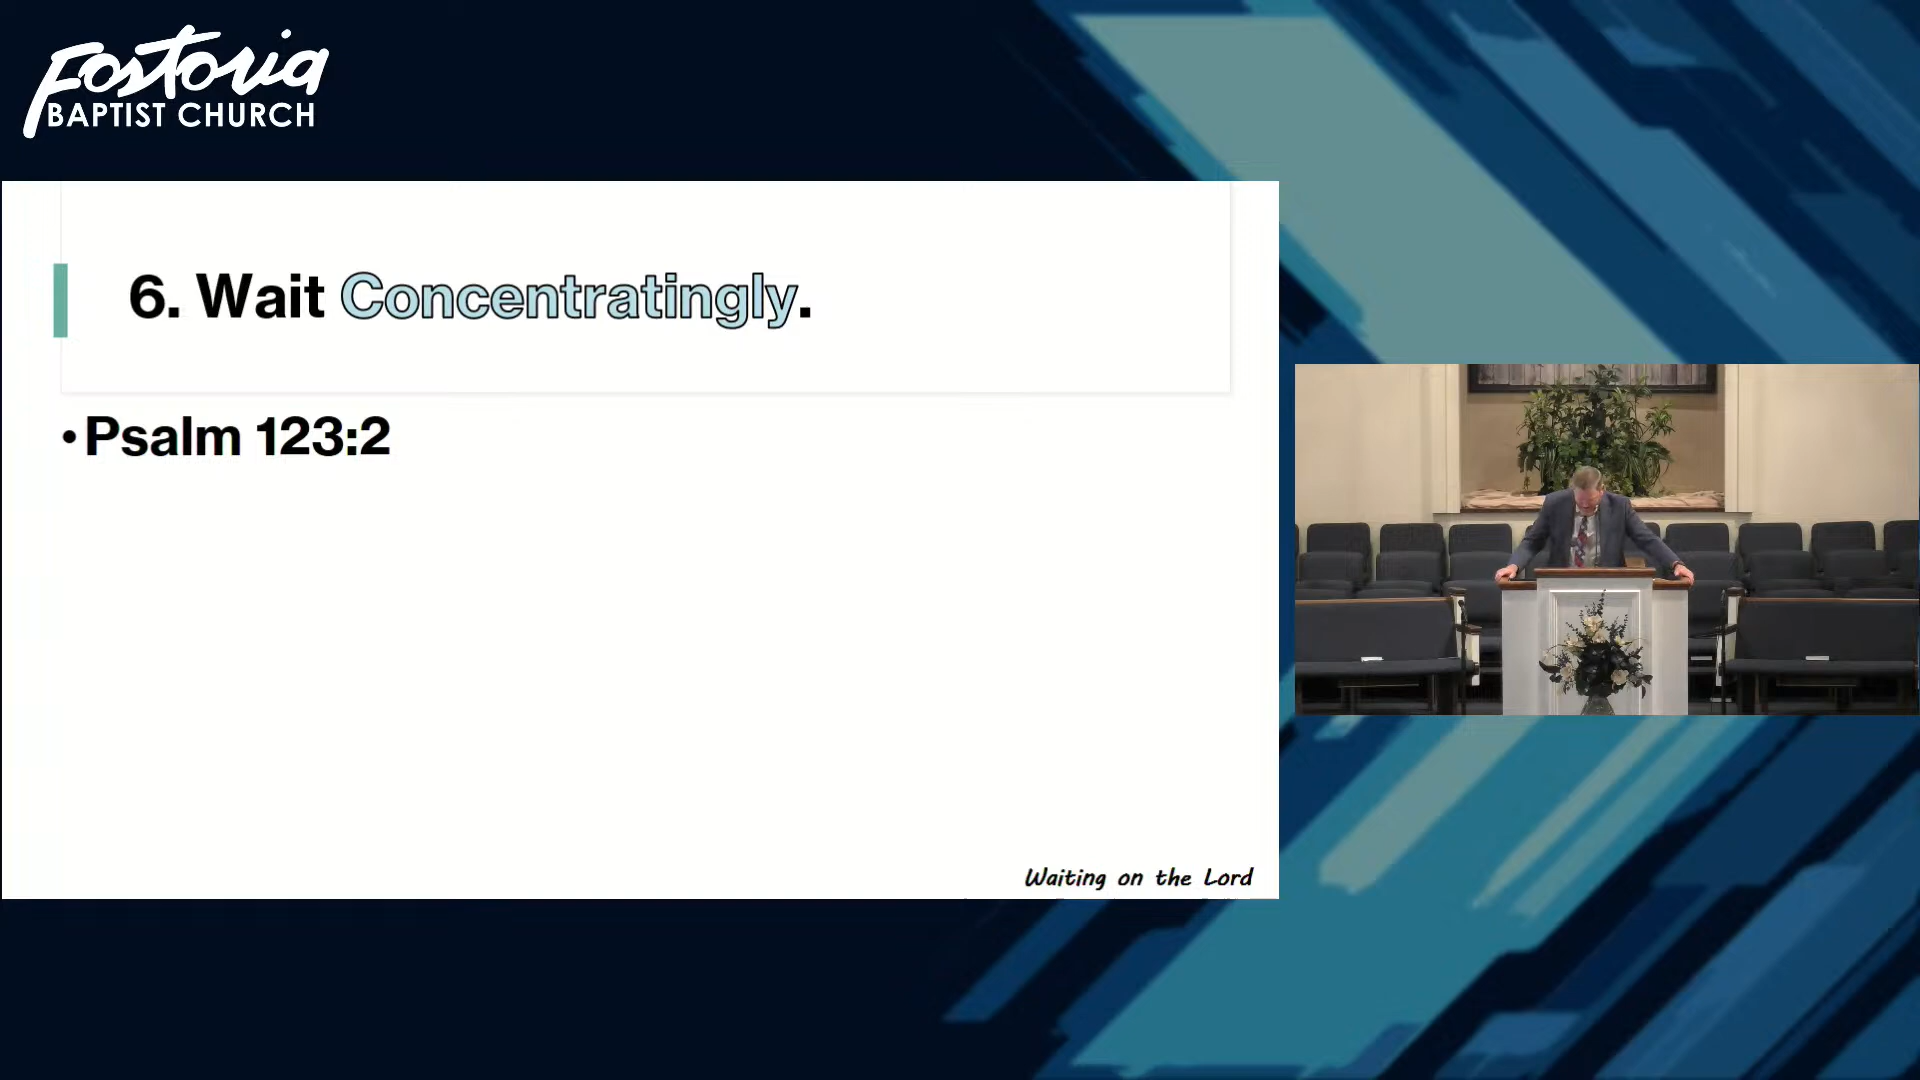 Fostoria
BAPTIST CHURCH
6. Wait Concentratingly.
•Psalm 123:2
Waiting on the Lord